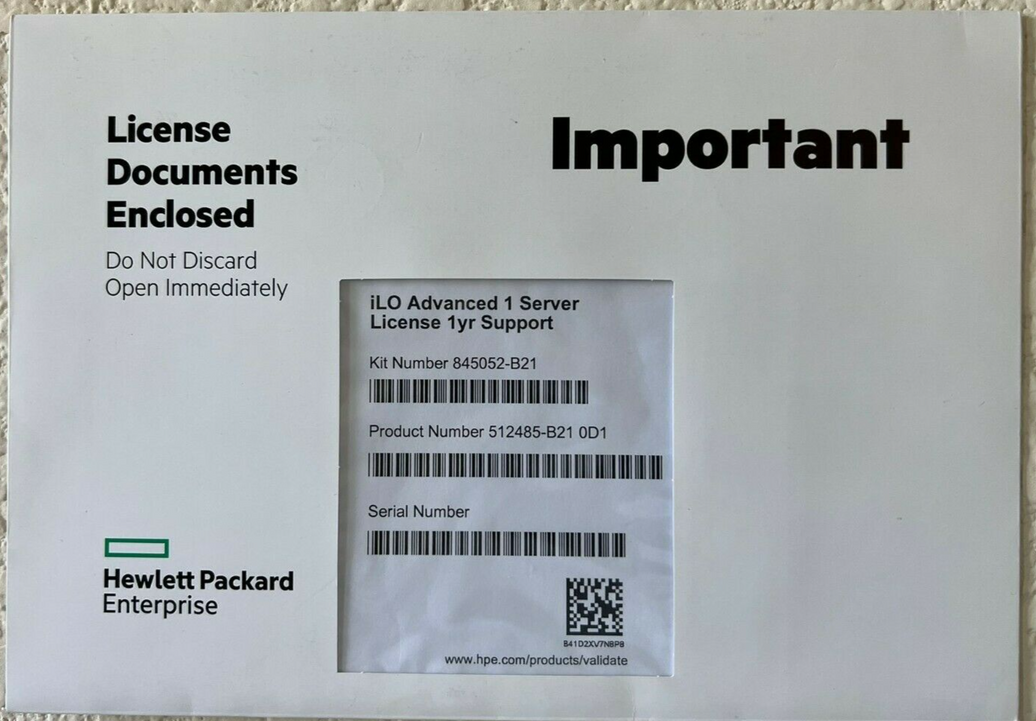 License
Documents
Enclosed
Do Not Discard
Open Immediately
Important
iLO Advanced 1 Server
License 1yr Support
Kit Number 845052-B21
Product Number 512485-B21 0D1
Serial Number
B41D2XV7N8P8
www.hpe.com/products/validate
Hewlett Packard
Enterprise